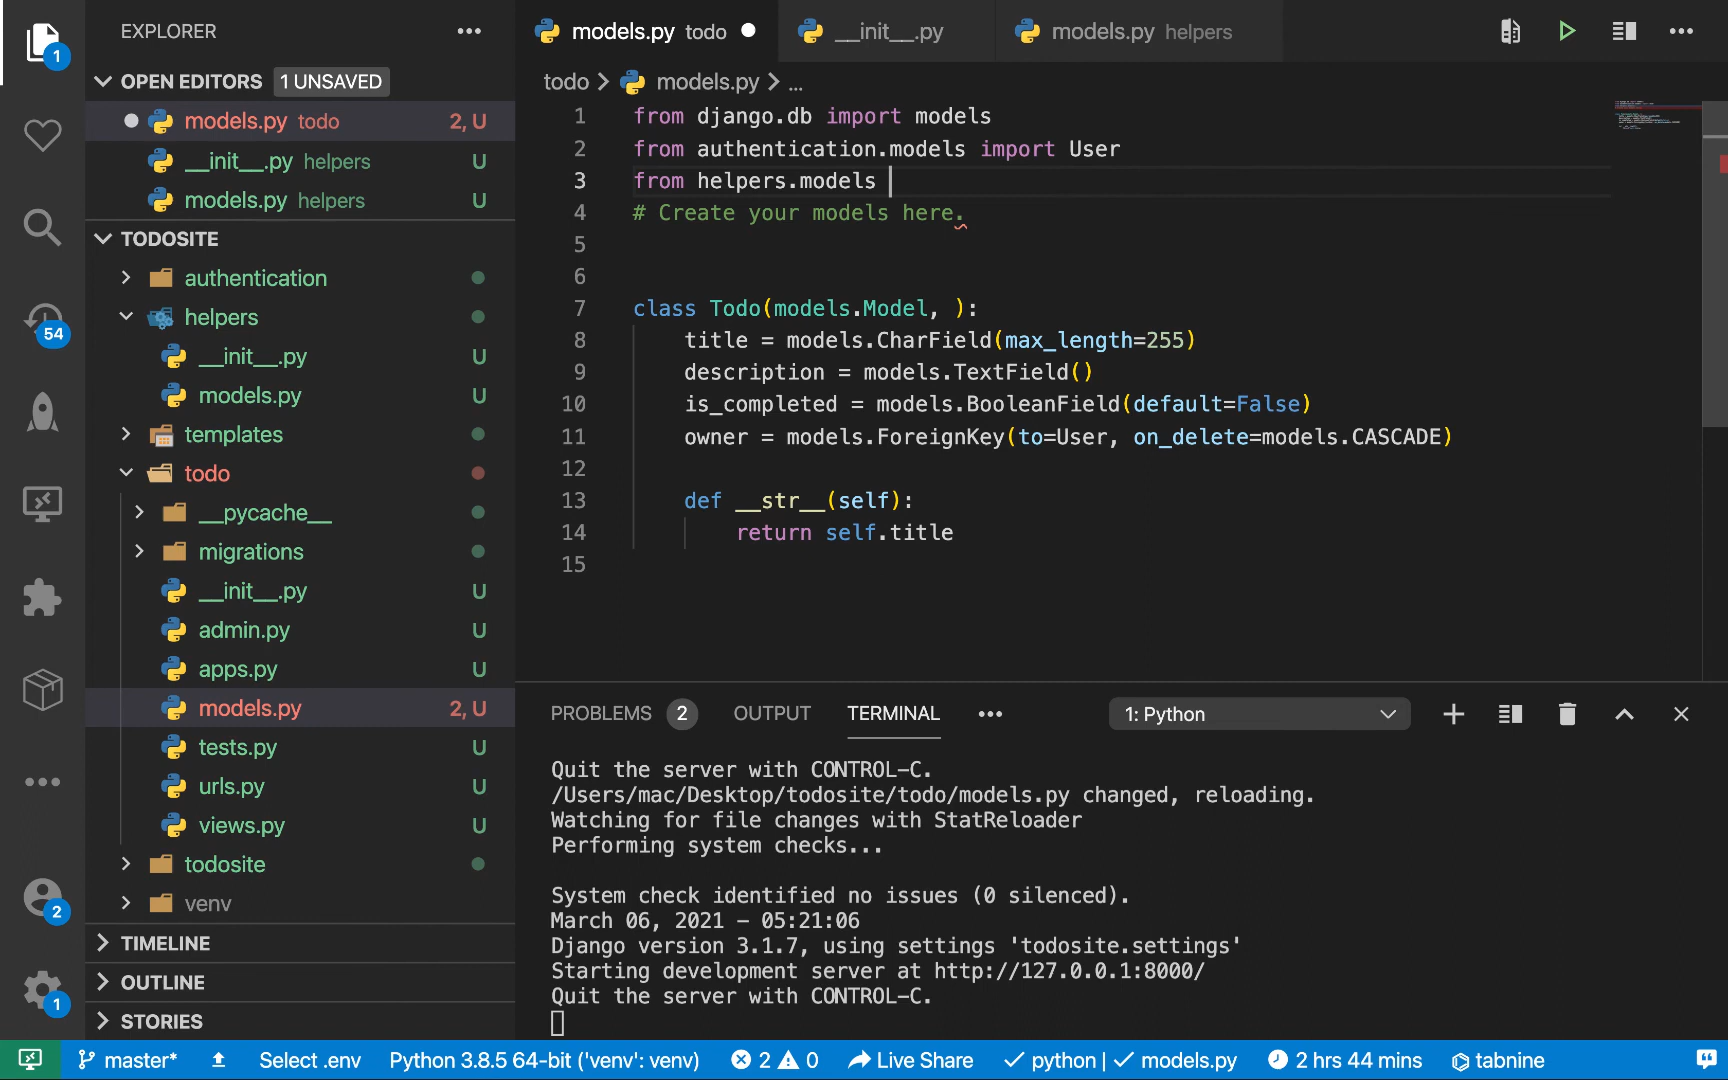 EXPLORER
OPEN EDITORS 1 UNSAVED
models.py todo 2, U
__init__.py helpers U
models.py helpers U
TODOSITE
authentication
helpers
__init__.py U
models.py U
templates
todo
__pycache__
migrations
__init__.py U
admin.py U
apps.py U
models.py 2, U
tests.py U
urls.py U
views.py U
todosite
venv
TIMELINE
OUTLINE
STORIES
1
54
2
1
models.py todo
__init__.py
models.py helpers
todo > models.py > ...
1 from django.db import models
2 from authentication.models import User
3 from helpers.models
4 # Create your models here.
5
6
7 class Todo(models.Model, ):
8 title = models.CharField(max_length=255)
9 description = models.TextField()
10 is_completed = models.BooleanField(default=False)
11 owner = models.ForeignKey(to=User, on_delete=models.CASCADE)
12
13 def __str__(self):
14 return self.title
15
PROBLEMS 2 OUTPUT TERMINAL 1: Python
Quit the server with CONTROL-C.
/Users/mac/Desktop/todosite/todo/models.py changed, reloading.
Watching for file changes with StatReloader
Performing system checks...
System check identified no issues (0 silenced).
March 06, 2021 - 05:21:06
Django version 3.1.7, using settings 'todosite.settings'
Starting development server at http://127.0.0.1:8000/
Quit the server with CONTROL-C.
master* Select .env Python 3.8.5 64-bit ('venv': venv) 2 0 Live Share python | models.py 2 hrs 44 mins tabnine